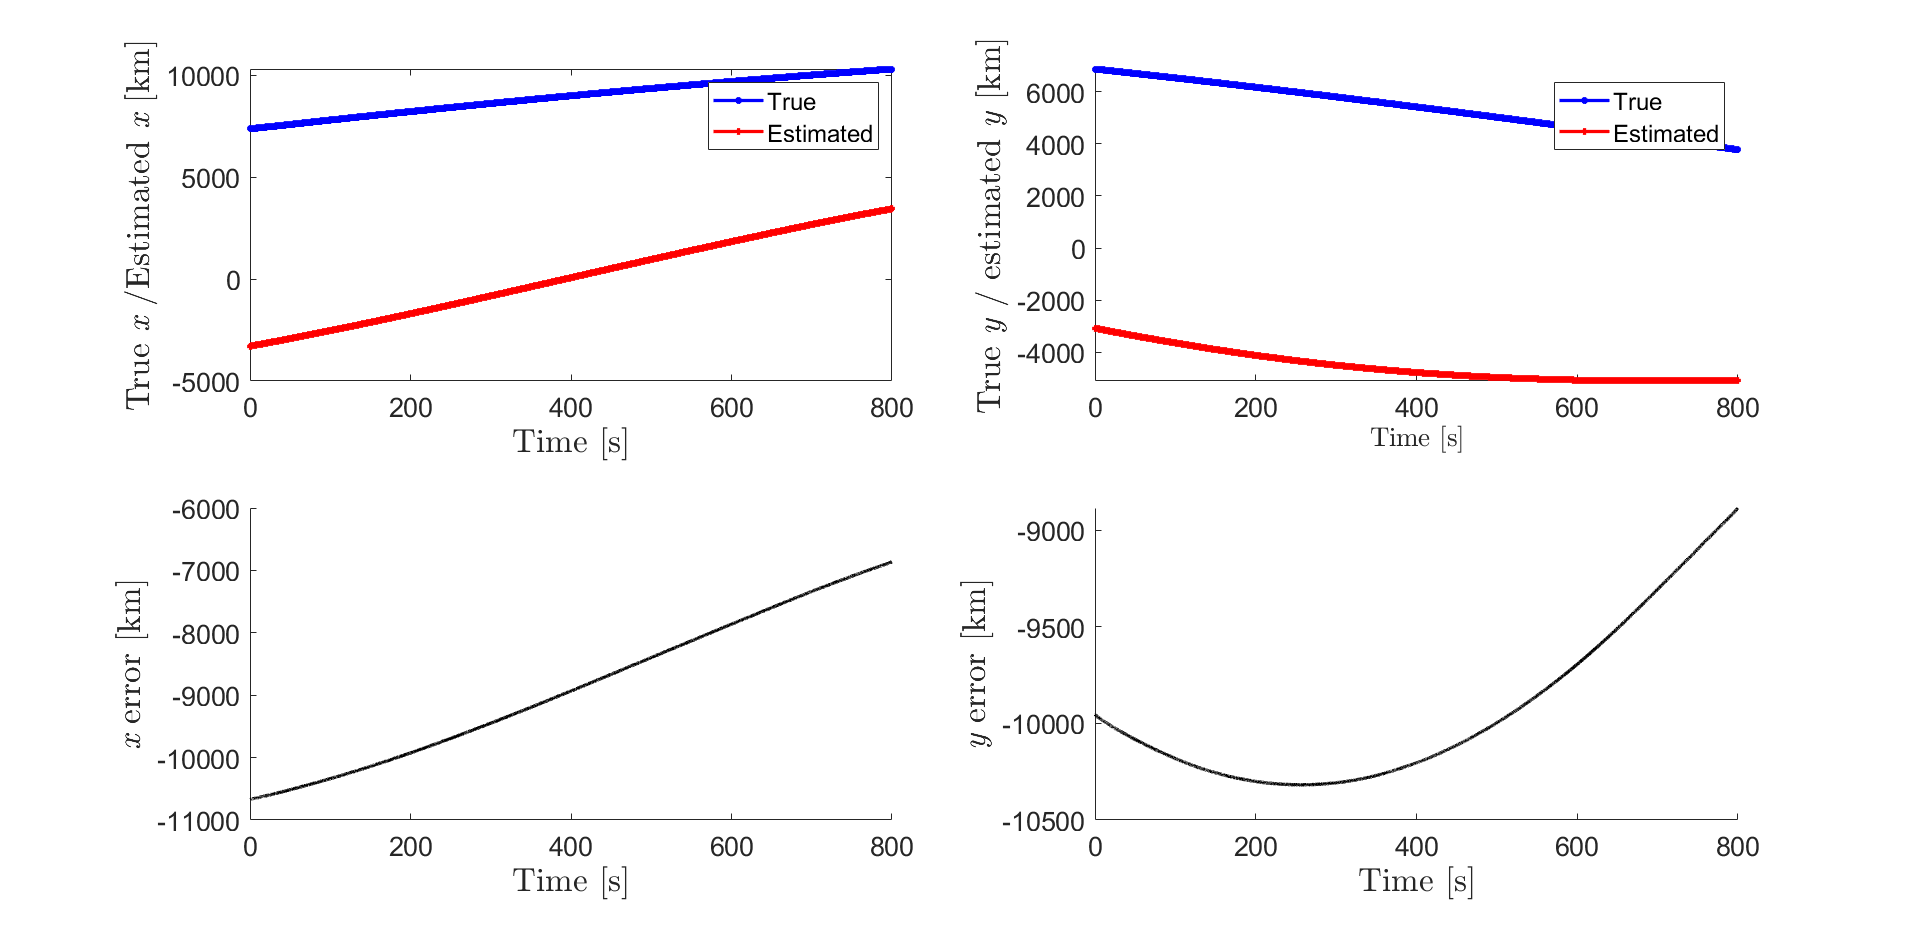 True x /Estimated x [km]
10000
5000
0
-5000
True
Estimated
0 200 400 600 800
Time [s]
True y / estimated y [km]
6000
4000
2000
0
-2000
-4000
True
Estimated
0 200 400 600 800
Time [s]
x error [km]
-6000
-7000
-8000
-9000
-10000
-11000
0 200 400 600 800
Time [s]
y error [km]
-9000
-9500
-10000
-10500
0 200 400 600 800
Time [s]